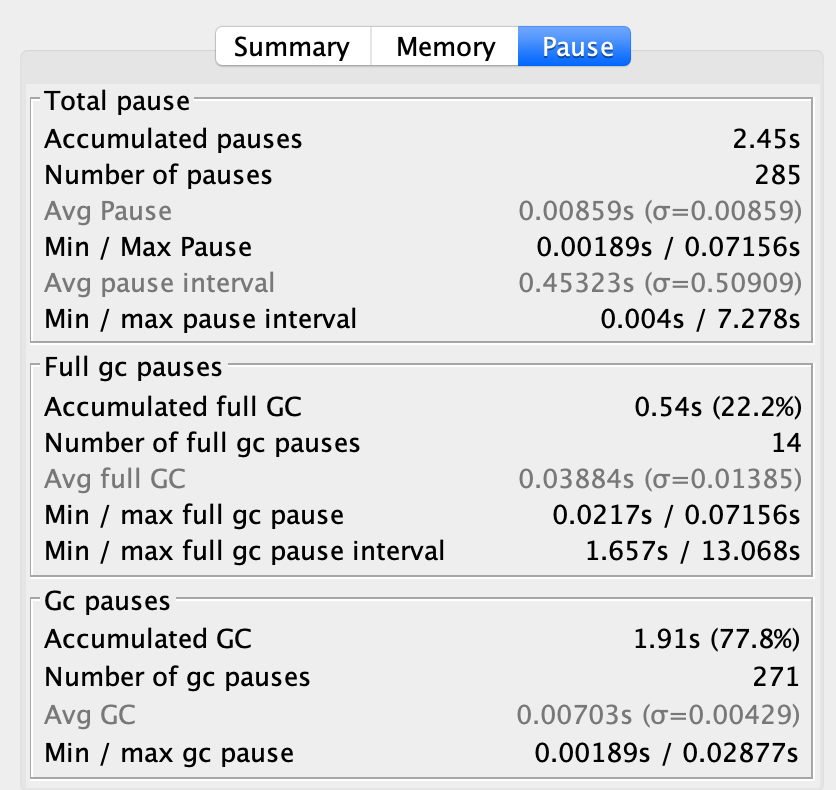 Summary Memory Pause
Total pause
Accumulated pauses 2.45s
Number of pauses 285
Avg Pause 0.00859s (σ=0.00859)
Min / Max Pause 0.00189s / 0.07156s
Avg pause interval 0.45323s (σ=0.50909)
Min / max pause interval 0.004s / 7.278s
Full gc pauses
Accumulated full GC 0.54s (22.2%)
Number of full gc pauses 14
Avg full GC 0.03884s (σ=0.01385)
Min / max full gc pause 0.0217s / 0.07156s
Min / max full gc pause interval 1.657s / 13.068s
Gc pauses
Accumulated GC 1.91s (77.8%)
Number of gc pauses 271
Avg GC 0.00703s (σ=0.00429)
Min / max gc pause 0.00189s / 0.02877s